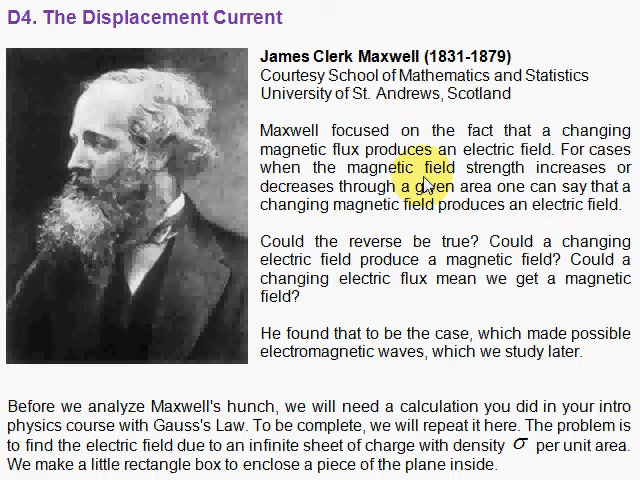 D4. The Displacement Current
James Clerk Maxwell (1831-1879)
Courtesy School of Mathematics and Statistics
University of St. Andrews, Scotland
Maxwell focused on the fact that a changing
magnetic flux produces an electric field. For cases
when the magnetic field strength increases or
decreases through a given area one can say that a
changing magnetic field produces an electric field.
Could the reverse be true? Could a changing
electric field produce a magnetic field? Could a
changing electric flux mean we get a magnetic
field?
He found that to be the case, which made possible
electromagnetic waves, which we study later.
Before we analyze Maxwell's hunch, we will need a calculation you did in your intro
physics course with Gauss's Law. To be complete, we will repeat it here. The problem is
to find the electric field due to an infinite sheet of charge with density σ per unit area.
We make a little rectangle box to enclose a piece of the plane inside.